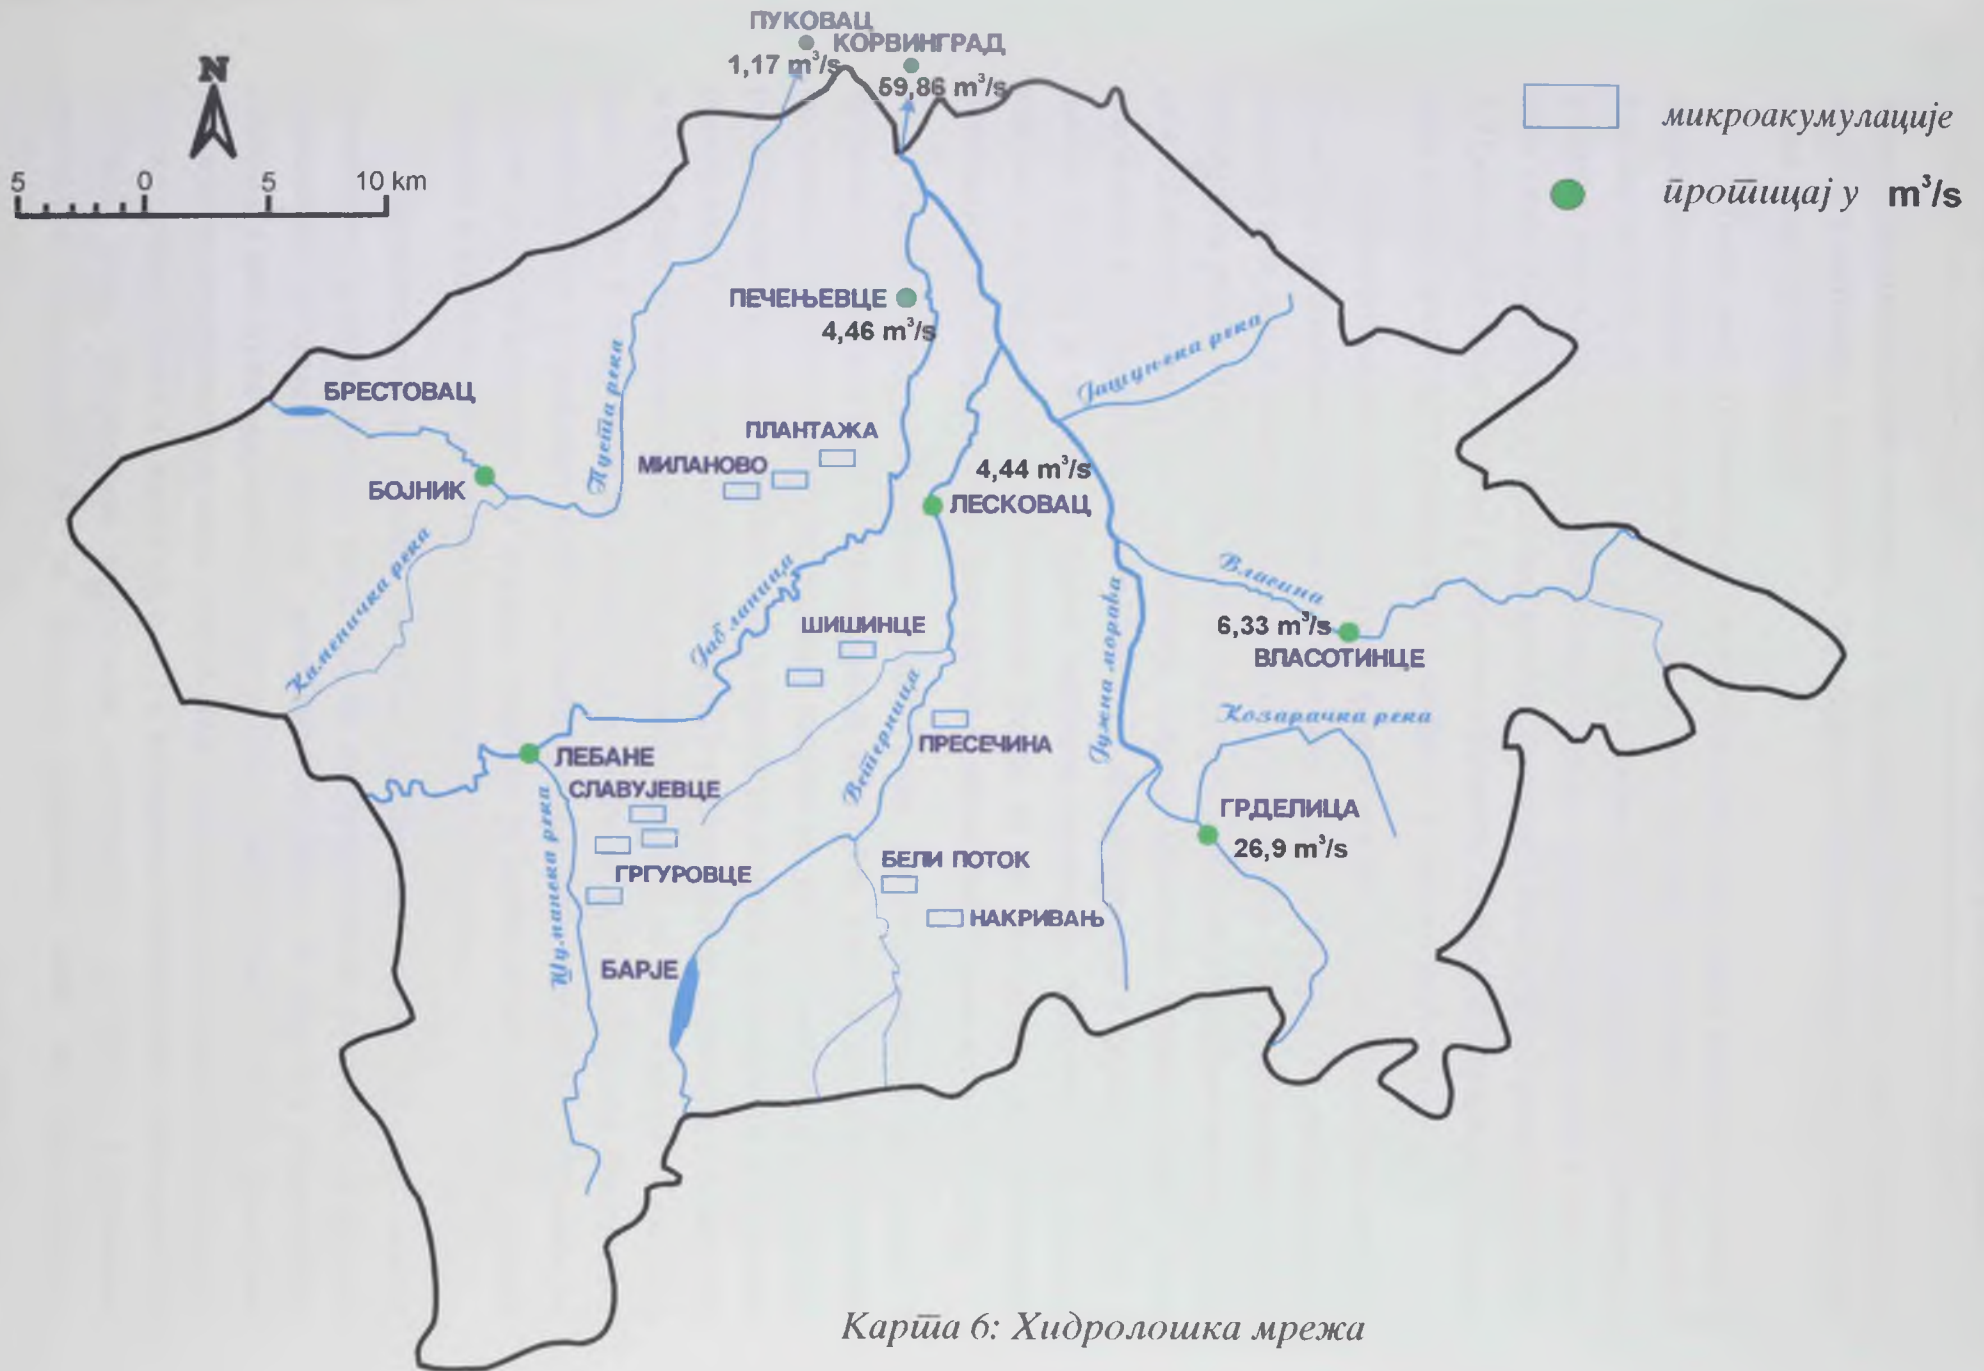 ПУКОВАЦ
КОРВИНГРАД
1,17 m³/s
59,86 m³/s
N
5 0 5 10 km
микроакумулације
протицај у m³/s
ПЕЧЕЊЕВЦЕ
4,46 m³/s
Пуста река
Јашуњска река
БРЕСТОВАЦ
ПЛАНТАЖА
МИЛАНОВО
4,44 m³/s
БОЈНИК
ЛЕСКОВАЦ
Каменичка река
Јабланица
Власина
ШИШИНЦЕ
6,33 m³/s
ВЛАСОТИНЦЕ
Јужна морава
Козарачка река
Ветерница
ПРЕСЕЧИНА
ЛЕБАНЕ
СЛАВУЈЕВЦЕ
ГРДЕЛИЦА
26,9 m³/s
Шуманска река
ГРГУРОВЦЕ
БЕЛИ ПОТОК
НАКРИВАЊ
БАРЈЕ
Карта 6: Хидролошка мрежа